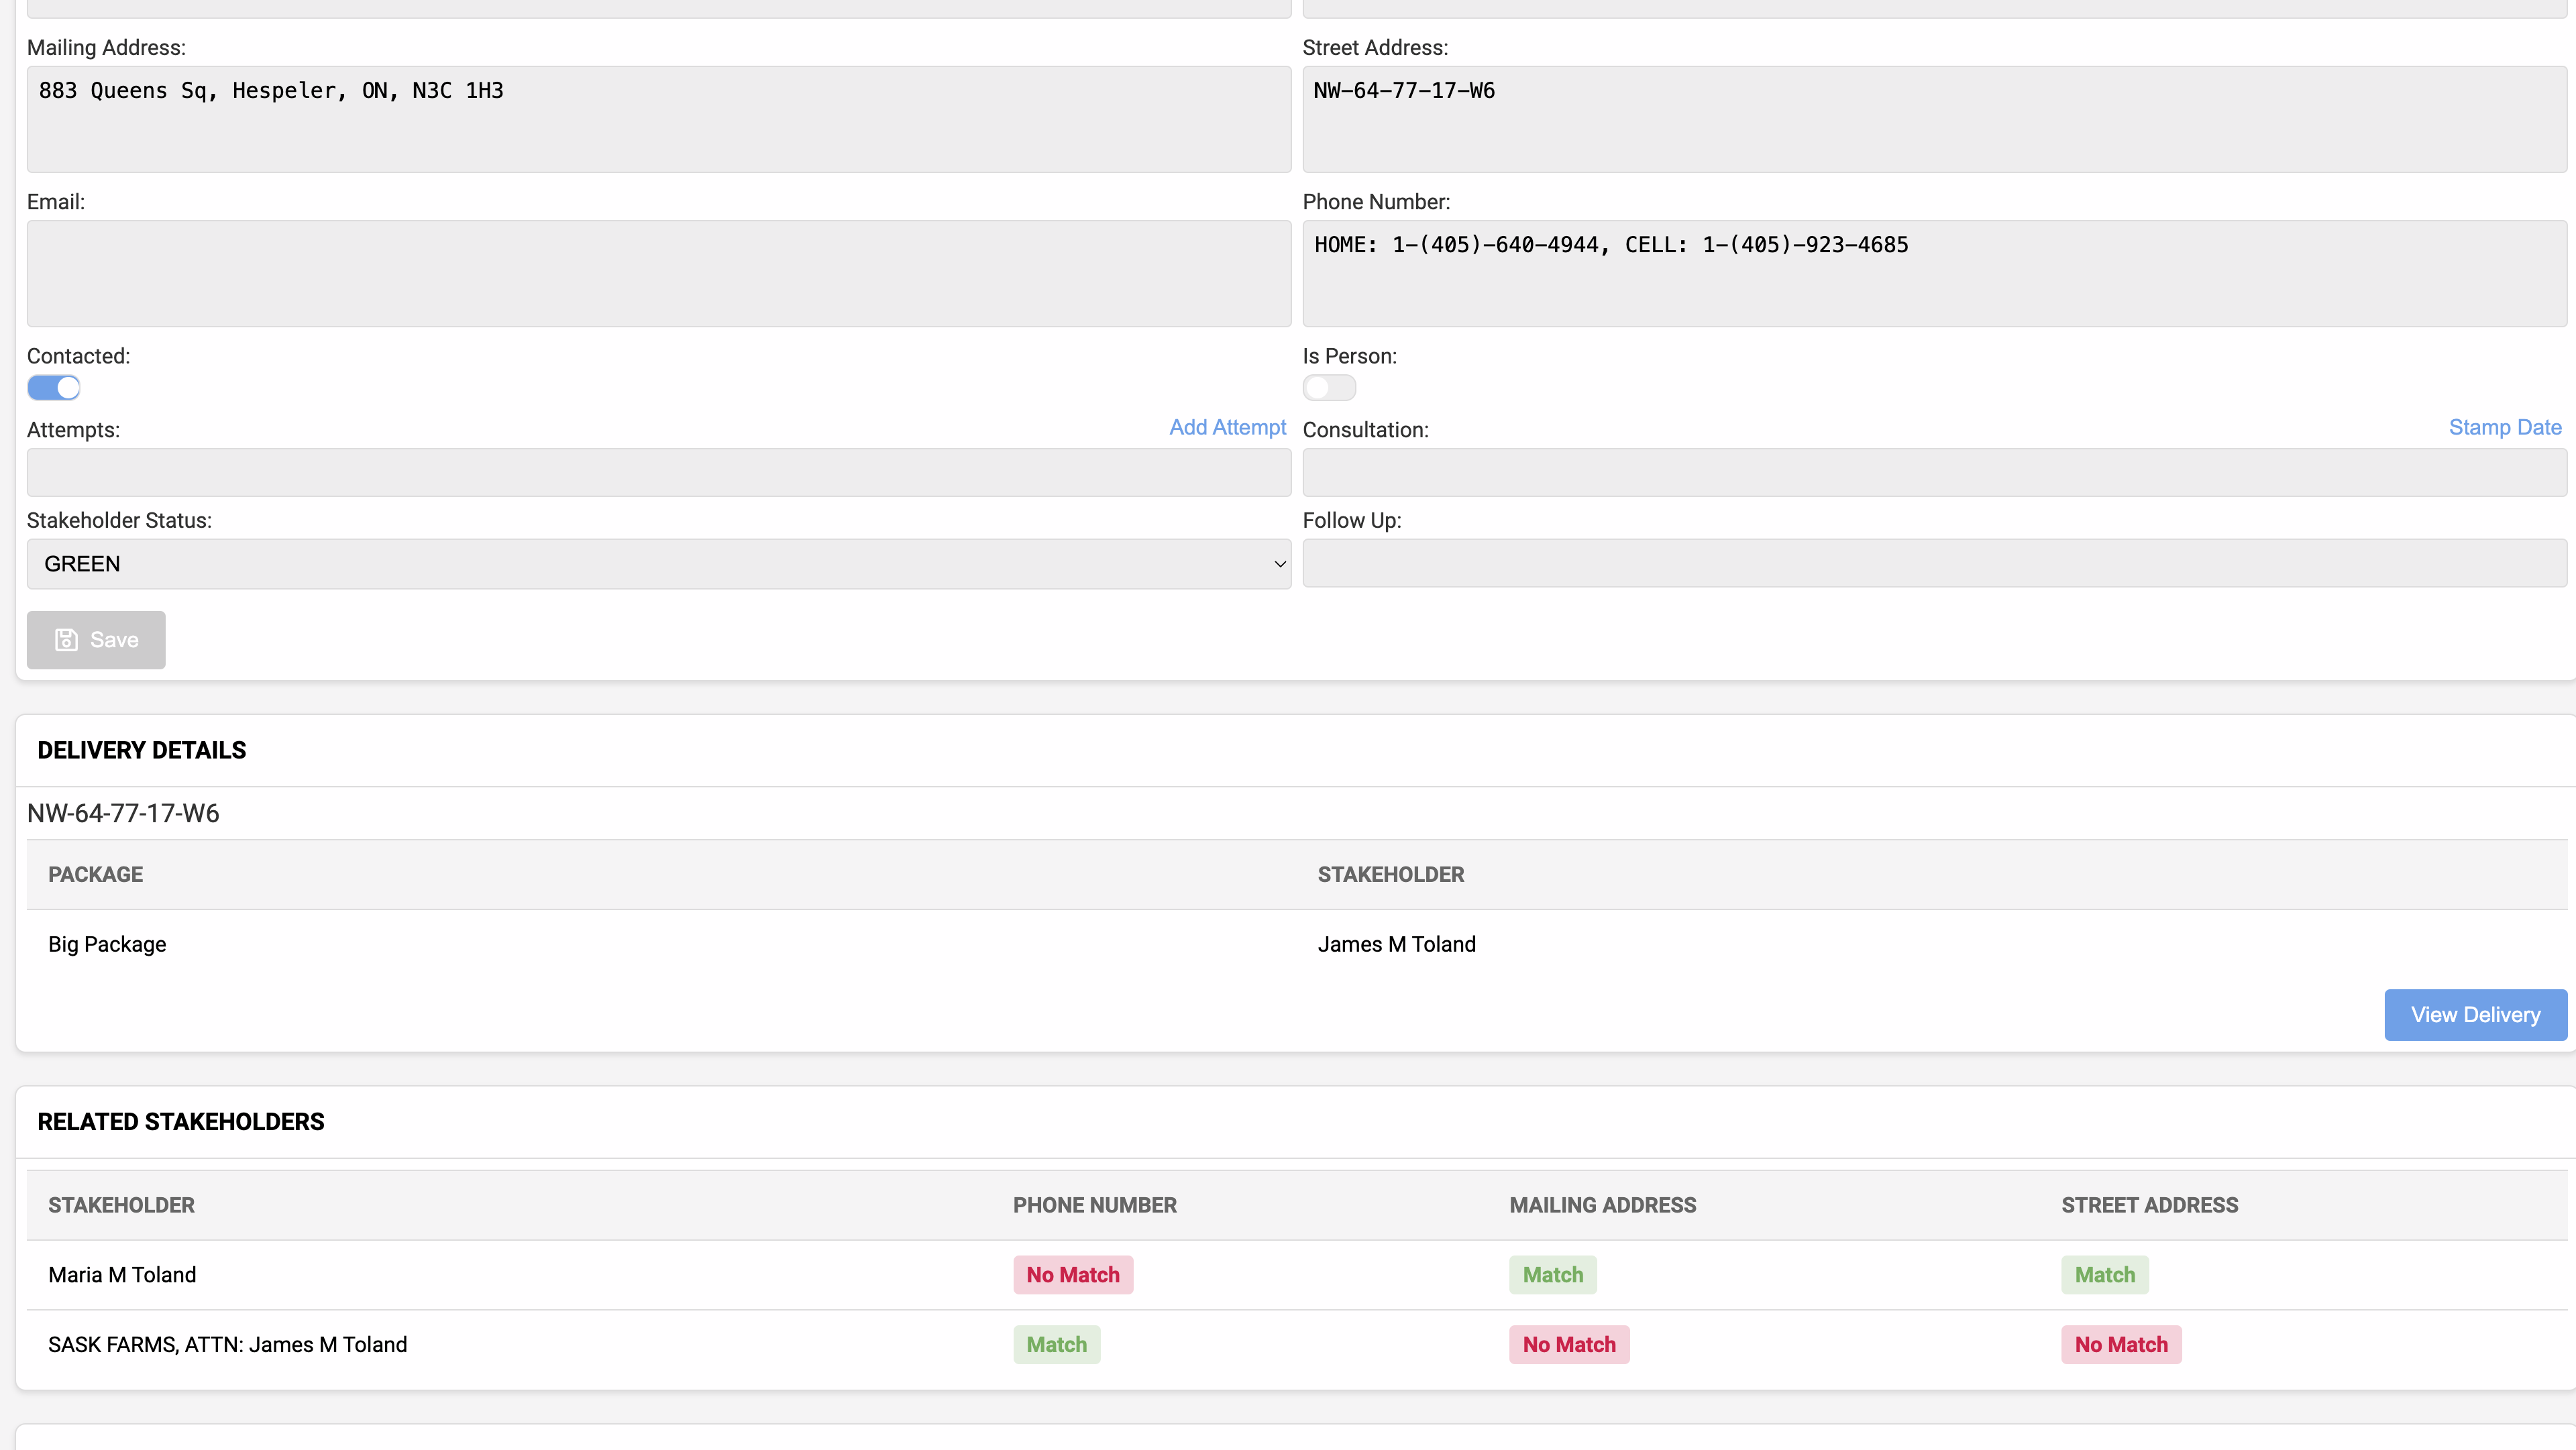 Mailing Address:
Street Address:
883 Queens Sq, Hespeler, ON, N3C 1H3
NW-64-77-17-W6
Email:
Phone Number:
HOME: 1-(405)-640-4944, CELL: 1-(405)-923-4685
Contacted:
Is Person:
Attempts:
Add Attempt
Consultation:
Stamp Date
Stakeholder Status:
Follow Up:
GREEN
Save
DELIVERY DETAILS
NW-64-77-17-W6
PACKAGE STAKEHOLDER
Big Package James M Toland
View Delivery
RELATED STAKEHOLDERS
STAKEHOLDER PHONE NUMBER MAILING ADDRESS STREET ADDRESS
Maria M Toland No Match Match Match
SASK FARMS, ATTN: James M Toland Match No Match No Match